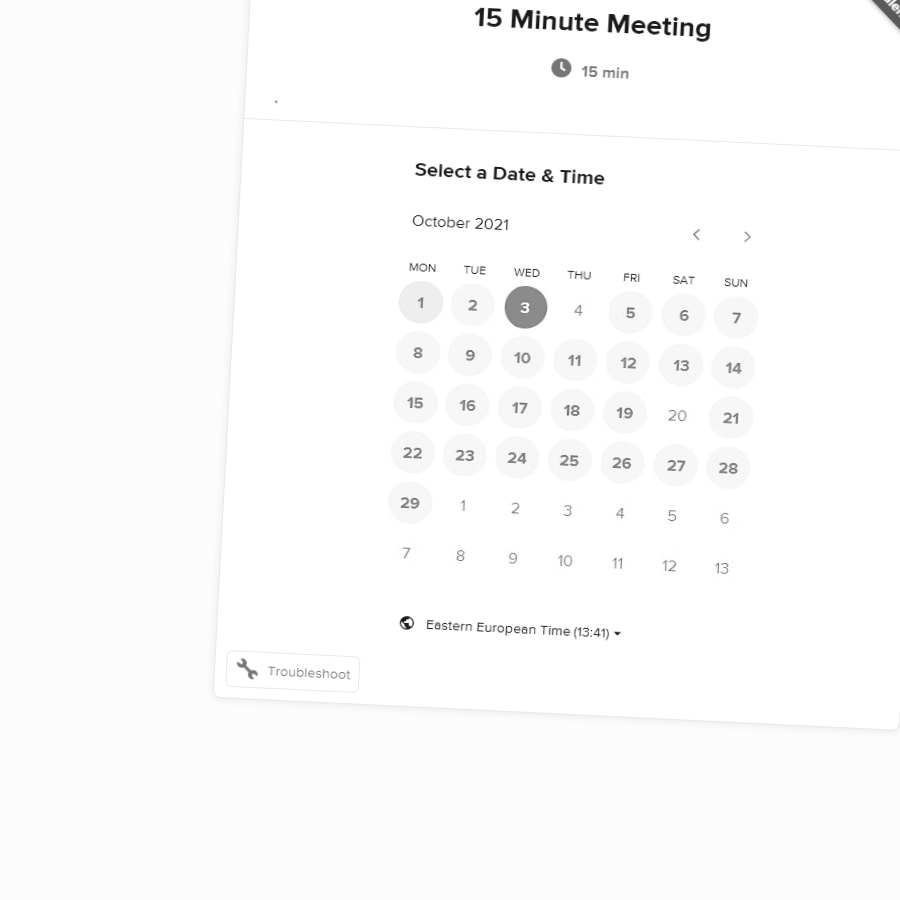 15 Minute Meeting
15 min
.
Select a Date & Time
October 2021
MON TUE WED THU FRI SAT SUN
1 2 3 4 5 6 7
8 9 10 11 12 13 14
15 16 17 18 19 20 21
22 23 24 25 26 27 28
29 1 2 3 4 5 6
7 8 9 10 11 12 13
Eastern European Time (13:41)
Troubleshoot